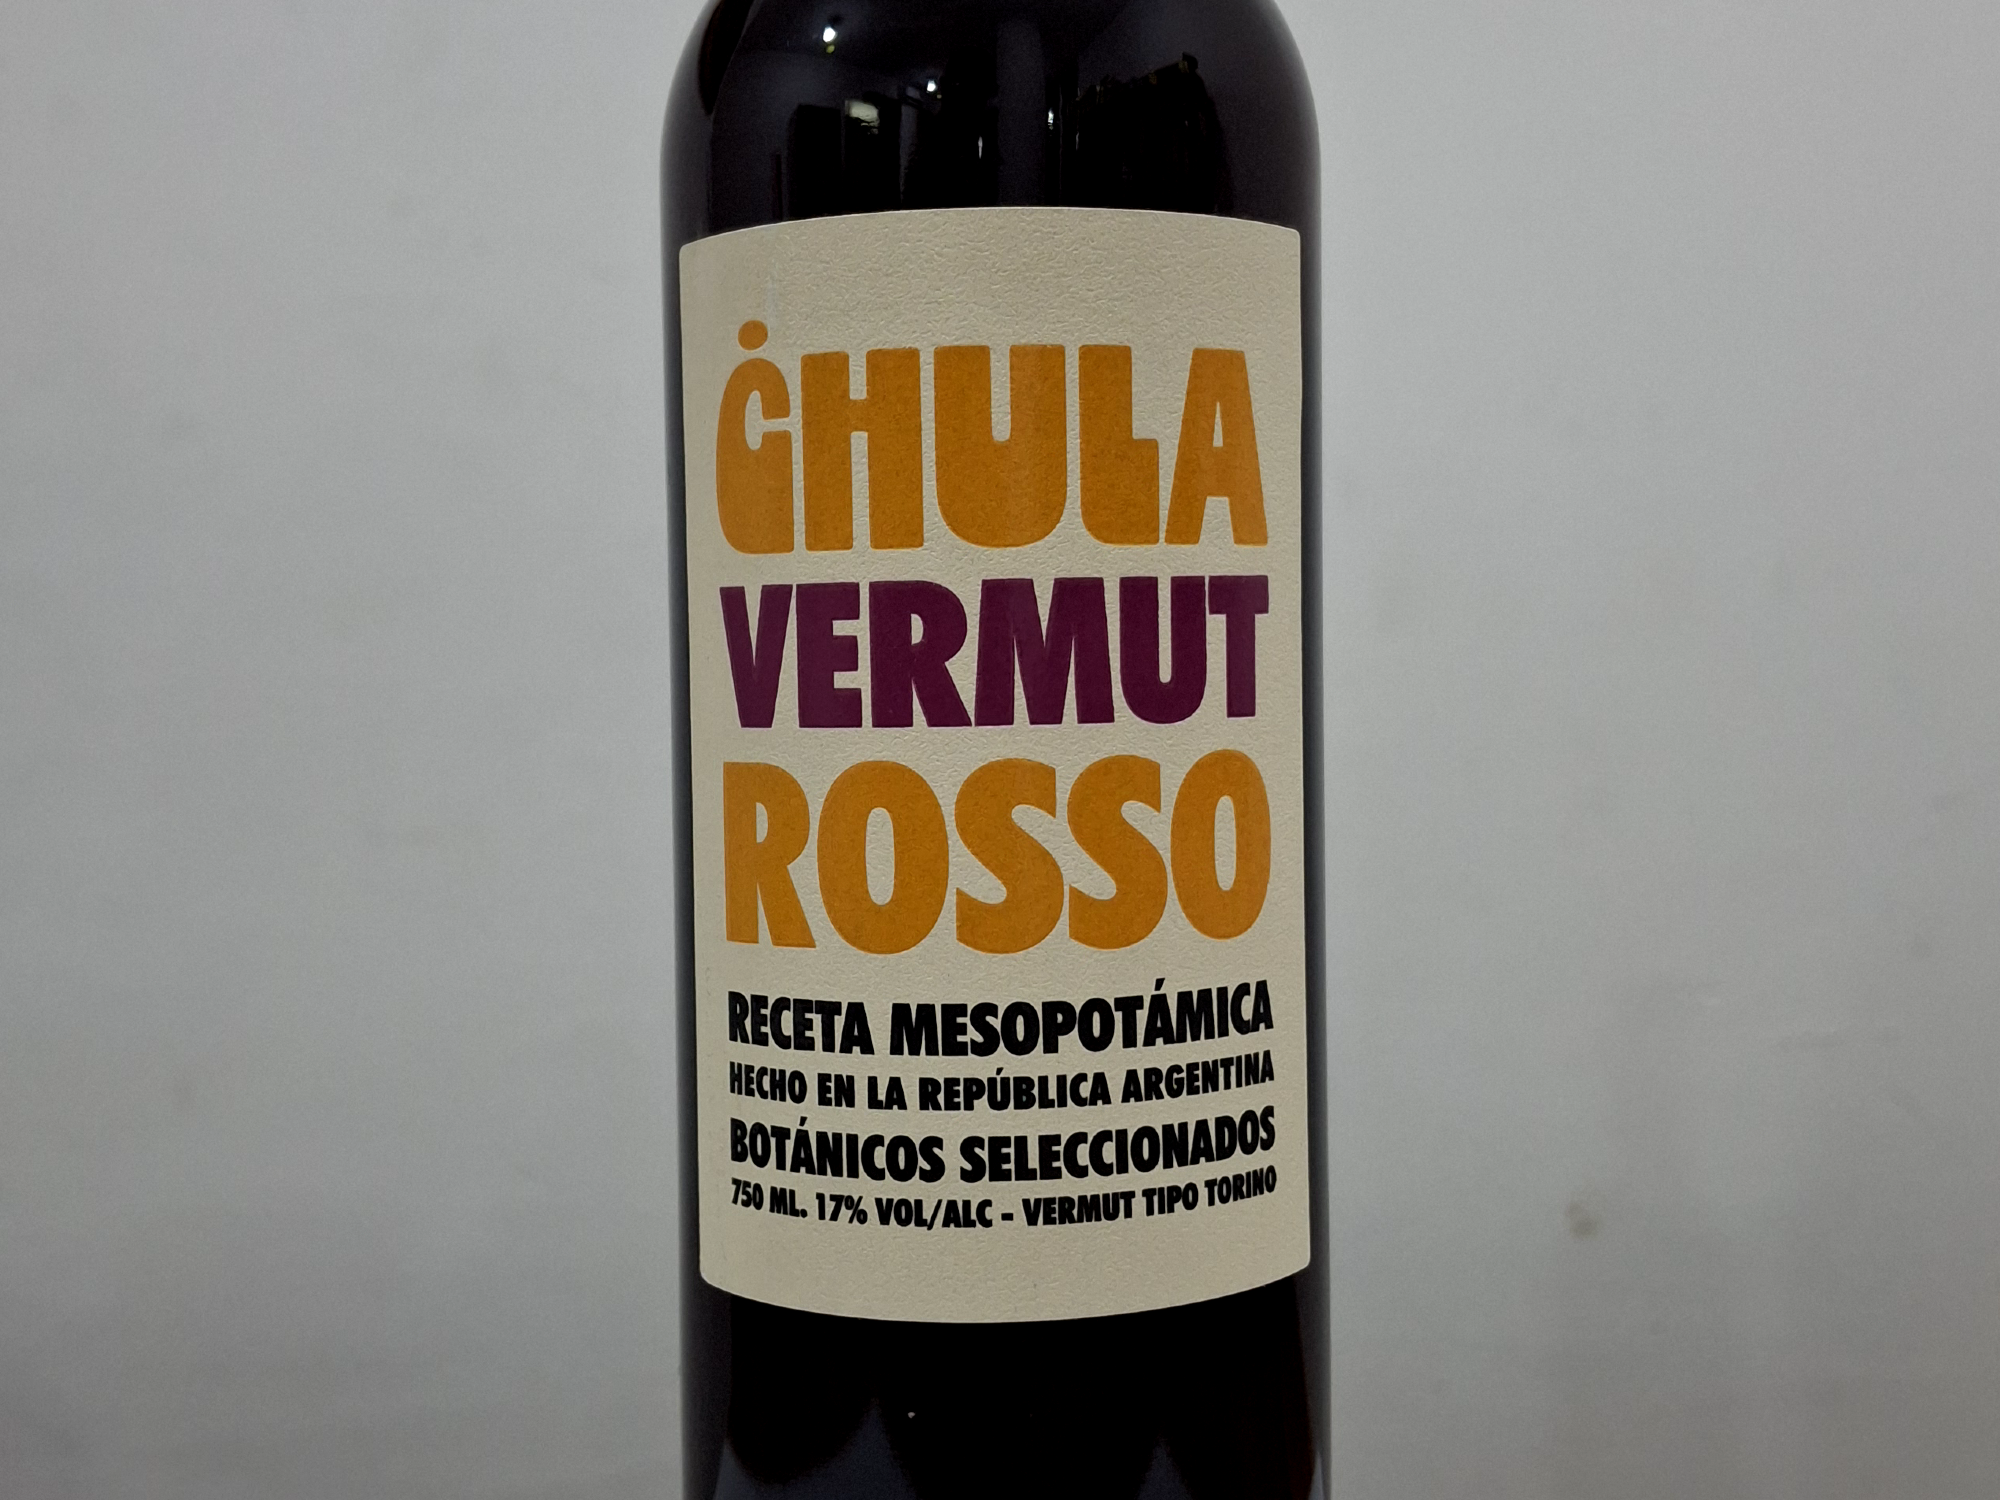 ĊHULA
VERMUT
ROSSO
RECETA MESOPOTÁMICA
HECHO EN LA REPÚBLICA ARGENTINA
BOTÁNICOS SELECCIONADOS
750 ML. 17% VOL/ALC - VERMUT TIPO TORINO